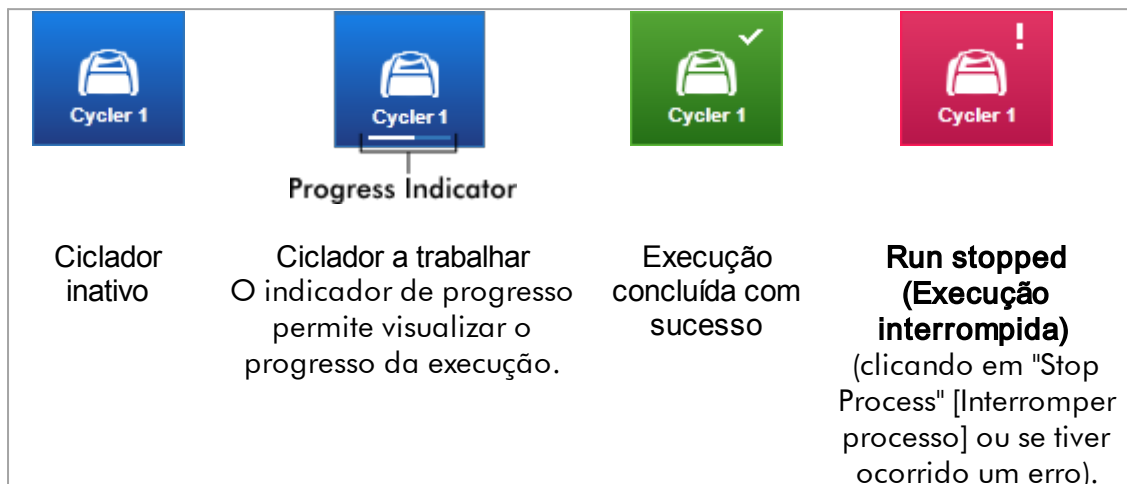 Cycler 1
Cycler 1
Cycler 1
Cycler 1
Progress Indicator
Ciclador
inativo
Ciclador a trabalhar
O indicador de progresso
permite visualizar o
progresso da execução.
Execução
concluída com
sucesso
Run stopped
(Execução
interrompida)
(clicando em "Stop
Process" [Interromper
processo] ou se tiver
ocorrido um erro).